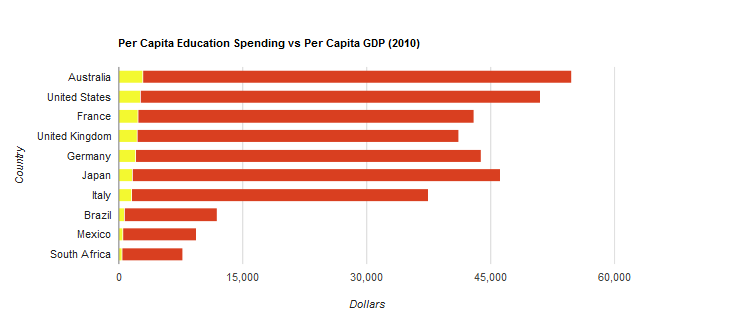 Per Capita Education Spending vs Per Capita GDP (2010)
Australia
United States
France
United Kingdom
Germany
Japan
Italy
Brazil
Mexico
South Africa
Country
0 15,000 30,000 45,000 60,000
Dollars